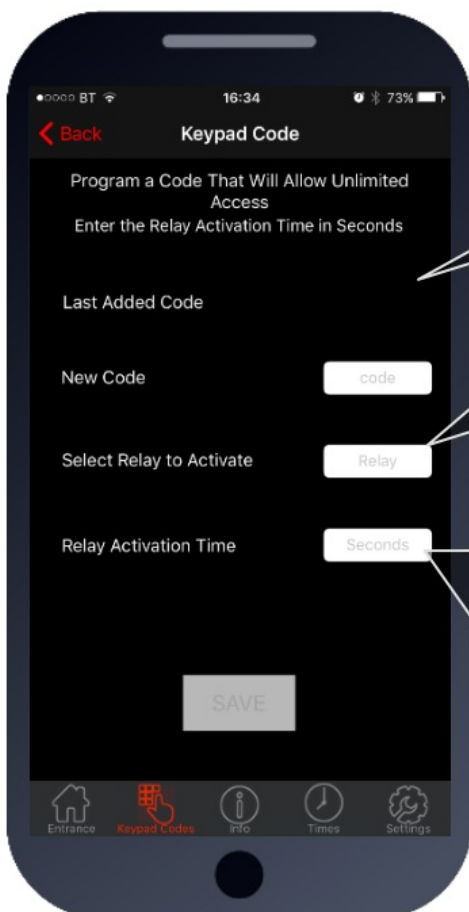 BT 16:34 73%
Back Keypad Code
Program a Code That Will Allow Unlimited
Access
Enter the Relay Activation Time in Seconds
Last Added Code
New Code code
Select Relay to Activate Relay
Relay Activation Time Seconds
SAVE
Entrance Keypad Codes Info Times Settings